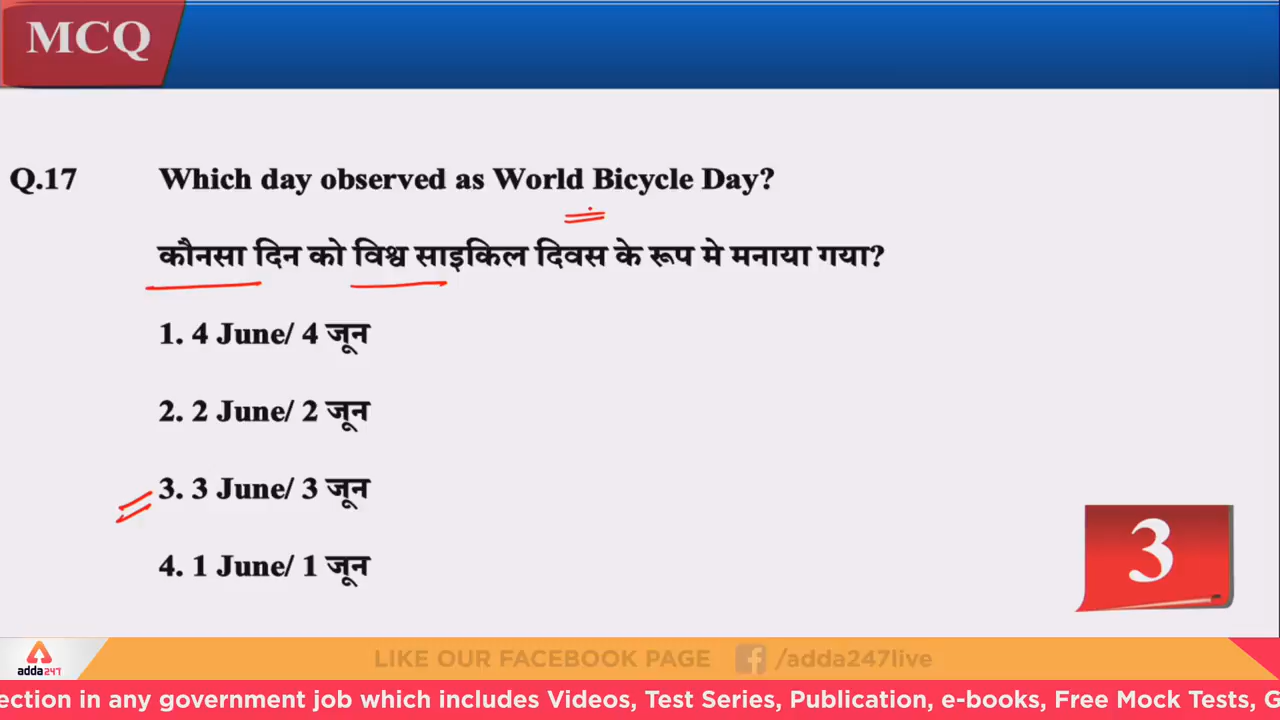 MCQ
Q.17 Which day observed as World Bicycle Day?
कौनसा दिन को विश्व साइकिल दिवस के रूप मे मनाया गया?
1. 4 June/ 4 जून
2. 2 June/ 2 जून
3. 3 June/ 3 जून
4. 1 June/ 1 जून
3
adda247
LIKE OUR FACEBOOK PAGE /adda247live
ection in any government job which includes Videos, Test Series, Publication, e-books, Free Mock Tests, G